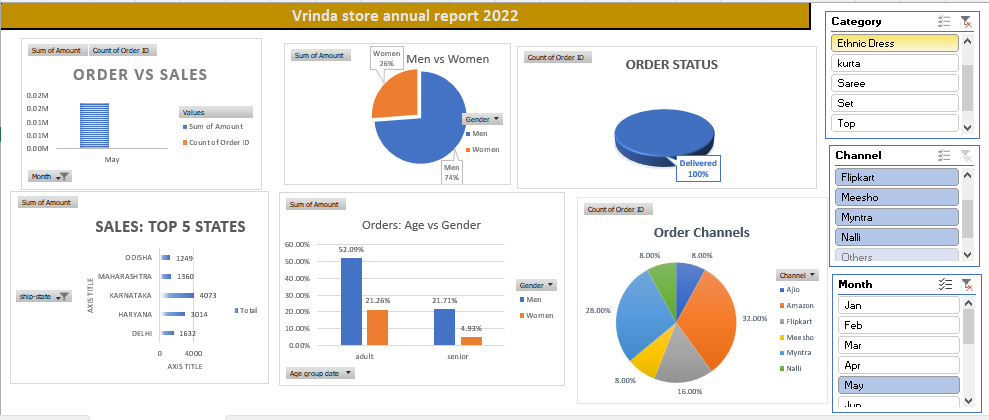 Vrinda store annual report 2022
Sum of Amount Count of Order ID
ORDER VS SALES
0.02M
0.02M
0.01M
0.01M
0.00M
May
Values
Sum of Amount
Count of Order ID
Month
Sum of Amount
Men vs Women
Women
26%
Men
74%
Gender
Men
Women
Count of Order ID
ORDER STATUS
Delivered
100%
Sum of Amount
SALES: TOP 5 STATES
ship-state
AXIS TITLE
ODISHA 1249
MAHARASHTRA 1360
KARNATAKA 4073
HARYANA 3014
DELHI 1632
0 4000
AXIS TITLE
Total
Sum of Amount
Orders: Age vs Gender
60.00%
50.00%
40.00%
30.00%
20.00%
10.00%
0.00%
52.09%
21.26%
21.71%
4.93%
adult senior
Gender
Men
Women
Age group date
Count of Order ID
Order Channels
8.00% 8.00%
28.00% 32.00%
8.00% 16.00%
Channel
Ajio
Amazon
Flipkart
Meesho
Myntra
Nalli
Category
Ethnic Dress
kurta
Saree
Set
Top
Channel
Flipkart
Meesho
Myntra
Nalli
Others
Month
Jan
Feb
Mar
Apr
May
Jun